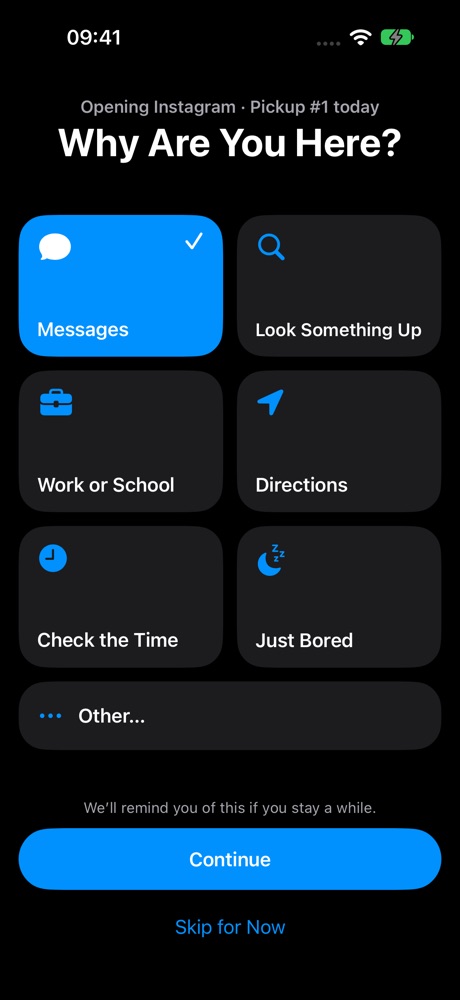 09:41
Opening Instagram · Pickup #1 today
Why Are You Here?
Messages
Look Something Up
Work or School
Directions
Check the Time
Just Bored
Other...
We’ll remind you of this if you stay a while.
Continue
Skip for Now